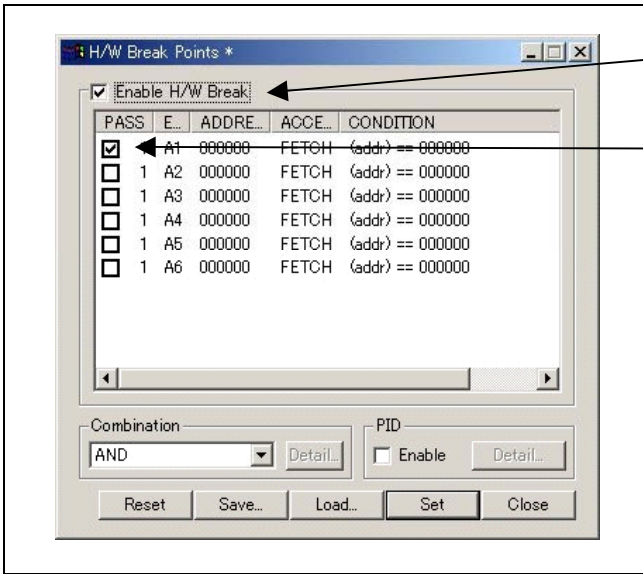 H/W Break Points *
Enable H/W Break
PASS E... ADDRE... ACCE... CONDITION
A1 000000 FETCH (addr) == 000000
1 A2 000000 FETCH (addr) == 000000
1 A3 000000 FETCH (addr) == 000000
1 A4 000000 FETCH (addr) == 000000
1 A5 000000 FETCH (addr) == 000000
1 A6 000000 FETCH (addr) == 000000
Combination PID
AND Detail... Enable Detail...
Reset Save... Load... Set Close